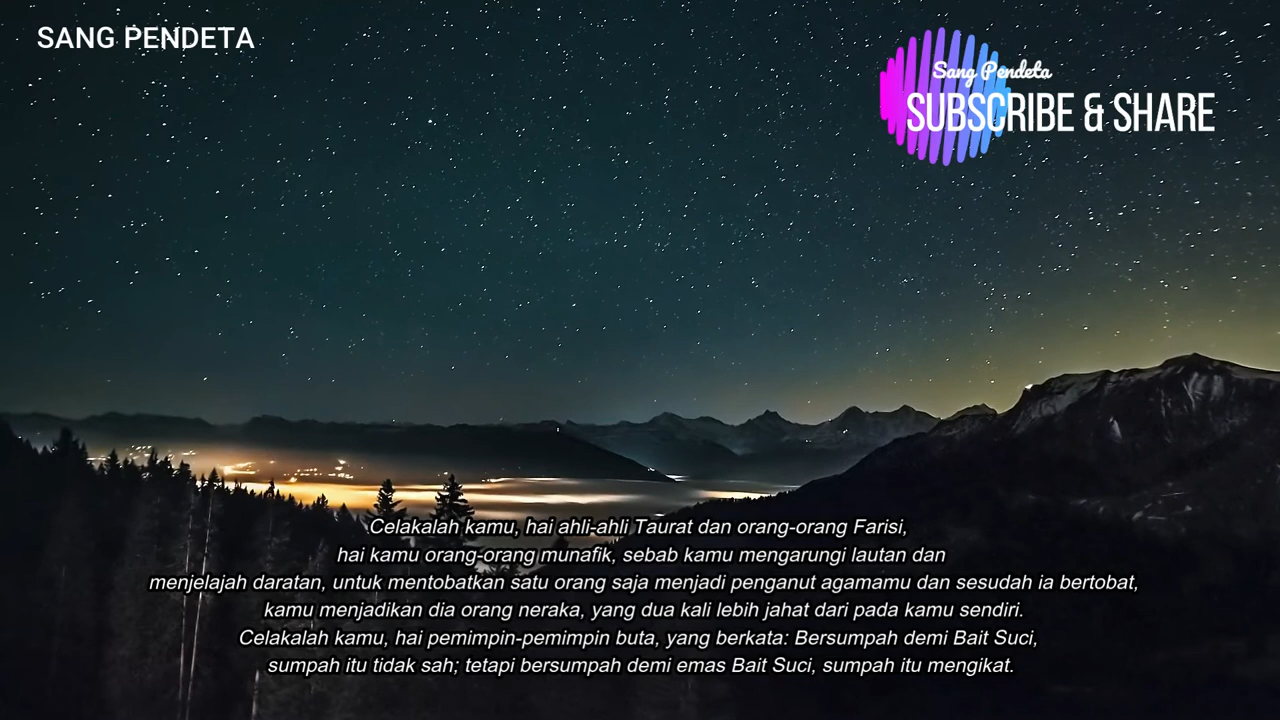 SANG PENDETA
Sang Pendeta
SUBSCRIBE & SHARE
Celakalah kamu, hai ahli-ahli Taurat dan orang-orang Farisi,
hai kamu orang-orang munafik, sebab kamu mengarungi lautan dan
menjelajah daratan, untuk mentobatkan satu orang saja menjadi penganut agamamu dan sesudah ia bertobat,
kamu menjadikan dia orang neraka, yang dua kali lebih jahat dari pada kamu sendiri.
Celakalah kamu, hai pemimpin-pemimpin buta, yang berkata: Bersumpah demi Bait Suci,
sumpah itu tidak sah; tetapi bersumpah demi emas Bait Suci, sumpah itu mengikat.